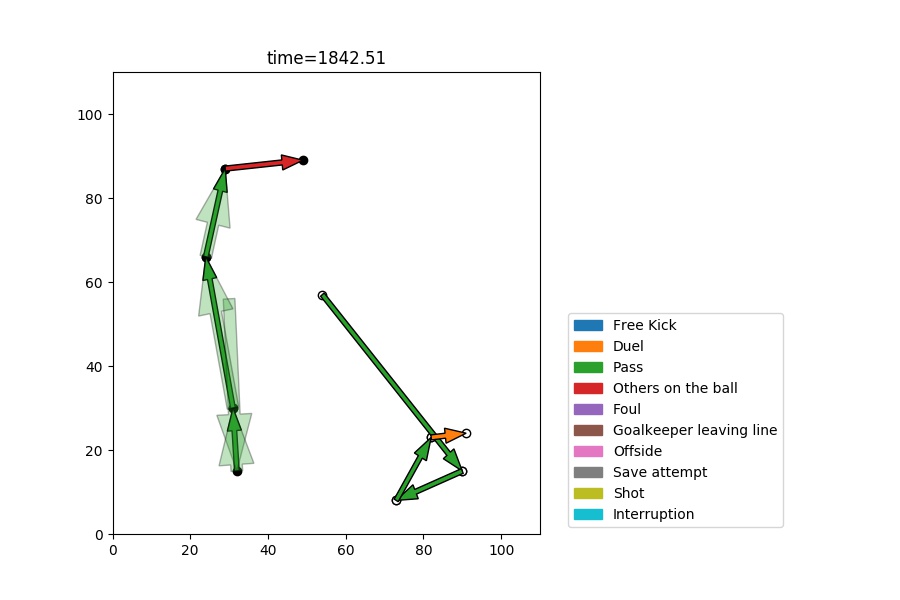 time=1842.51
100
80
60
40
20
0
0 20 40 60 80 100
Free Kick
Duel
Pass
Others on the ball
Foul
Goalkeeper leaving line
Offside
Save attempt
Shot
Interruption